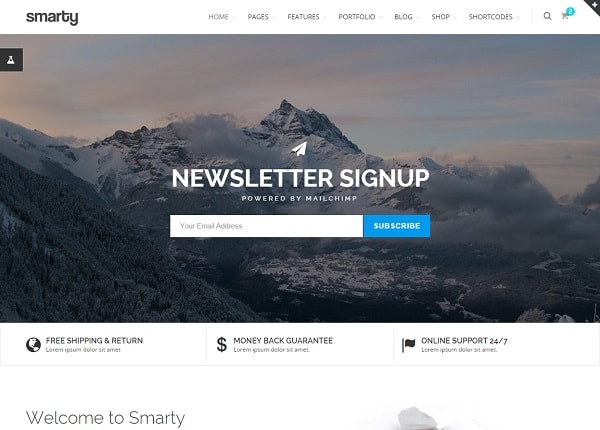 smarty
HOME PAGES FEATURES PORTFOLIO BLOG SHOP SHORTCODES
2
NEWSLETTER SIGNUP
POWERED BY MAILCHIMP
Your Email Address SUBSCRIBE
FREE SHIPPING & RETURN
Lorem ipsum dolor sit amet
$ MONEY BACK GUARANTEE
Lorem ipsum dolor sit amet.
ONLINE SUPPORT 24/7
Lorem ipsum dolor sit amet.
Welcome to Smarty